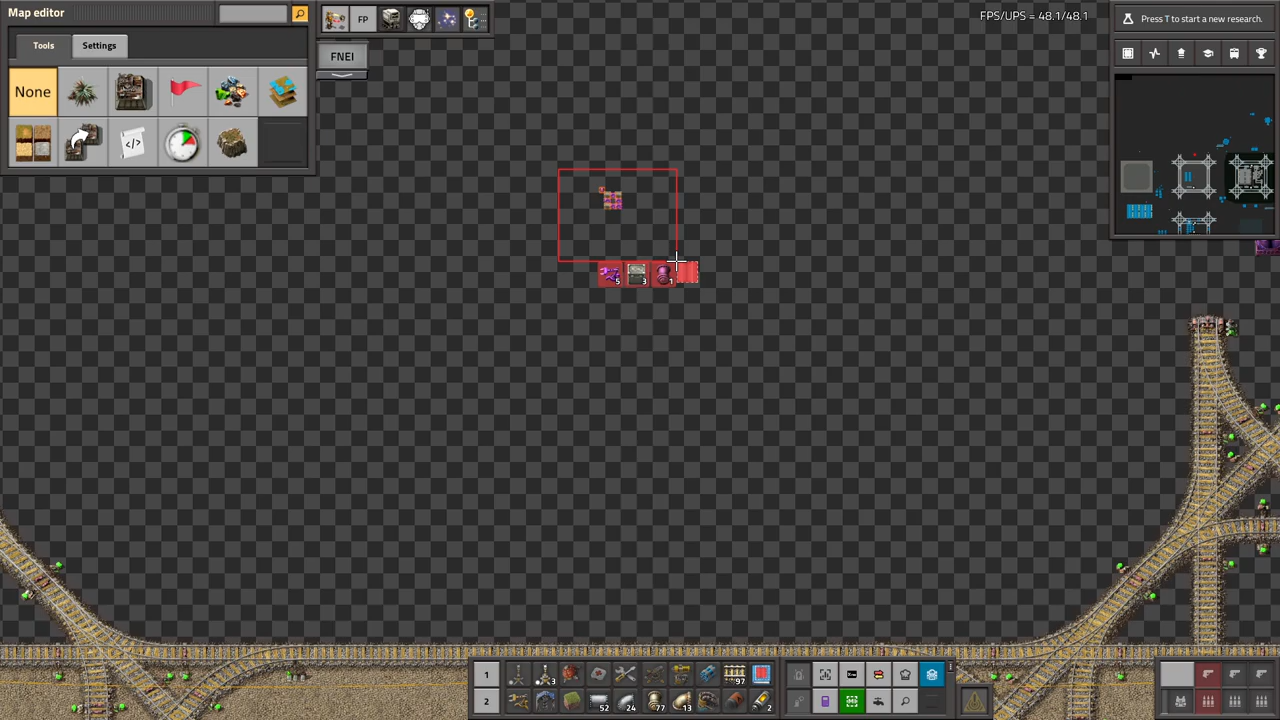 Map editor
FP
FPS/UPS = 48.1/48.1
Press T to start a new research.
Tools
Settings
FNEI
None
</>
5
3
1
1
3
97
2
52
24
77
13
2